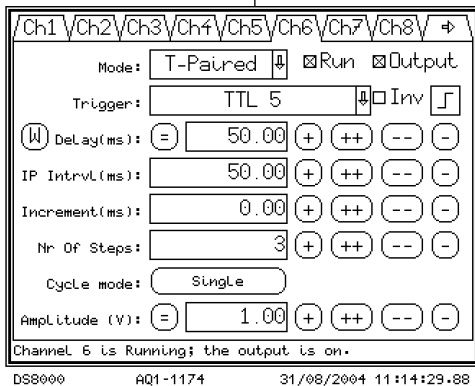 Ch1 Ch2 Ch3 Ch4 Ch5 Ch6 Ch7 Ch8
Mode: T-Paired Run Output
Trigger: TTL 5 Inv
W Delay(ms): = 50.00 + ++ -- -
IP Intrvl(ms): 50.00 + ++ -- -
Increment(ms): 0.00 + ++ -- -
Nr Of Steps: 3 + ++ -- -
Cycle mode: Single
Amplitude (V): = 1.00 + ++ -- -
Channel 6 is Running; the output is on.
DS8000 AQ1-1174 31/08/2004 11:14:29.88